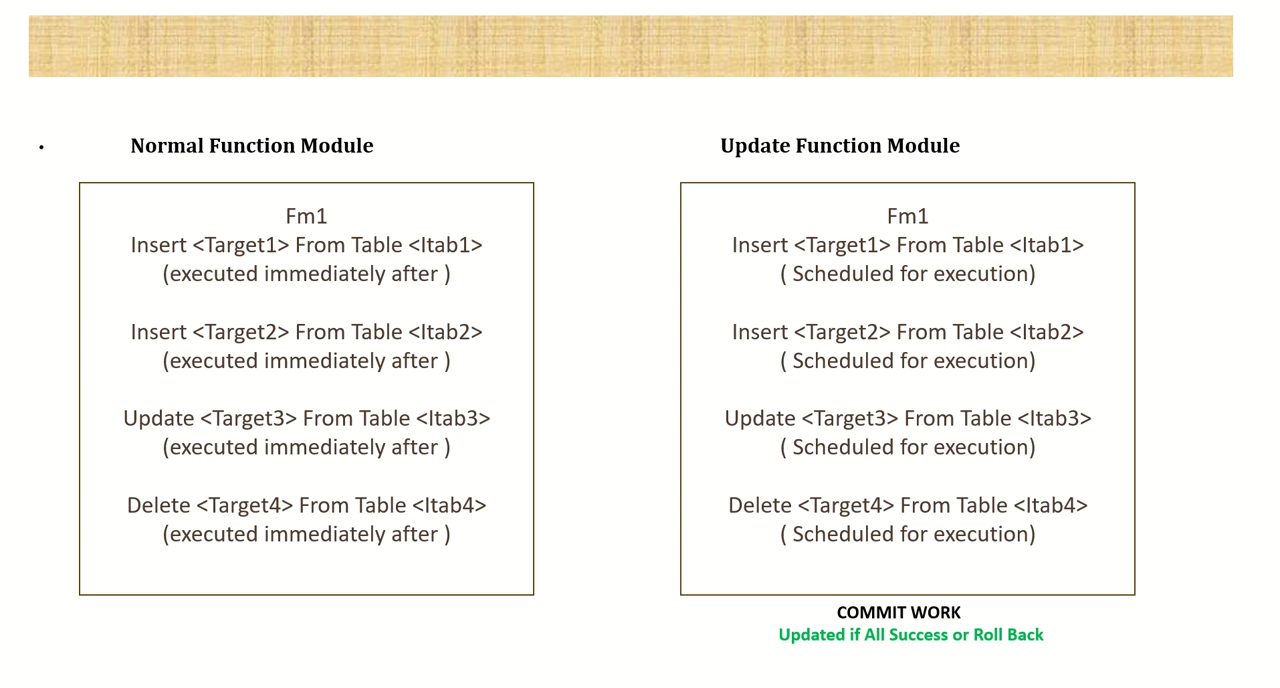 • Normal Function Module
Fm1
Insert <Target1> From Table <Itab1>
(executed immediately after )
Insert <Target2> From Table <Itab2>
(executed immediately after )
Update <Target3> From Table <Itab3>
(executed immediately after )
Delete <Target4> From Table <Itab4>
(executed immediately after )
Update Function Module
Fm1
Insert <Target1> From Table <Itab1>
( Scheduled for execution)
Insert <Target2> From Table <Itab2>
( Scheduled for execution)
Update <Target3> From Table <Itab3>
( Scheduled for execution)
Delete <Target4> From Table <Itab4>
( Scheduled for execution)
COMMIT WORK
Updated if All Success or Roll Back